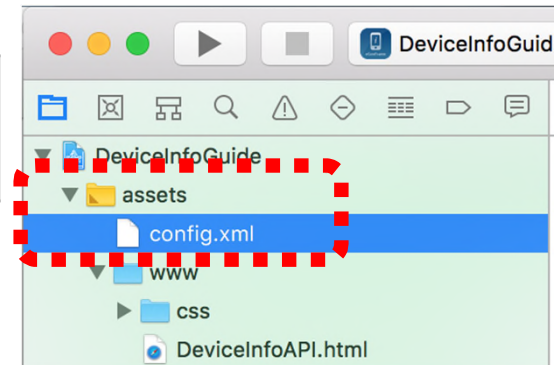 DeviceInfoGuid
DeviceInfoGuide
assets
config.xml
www
css
DeviceInfoAPI.html